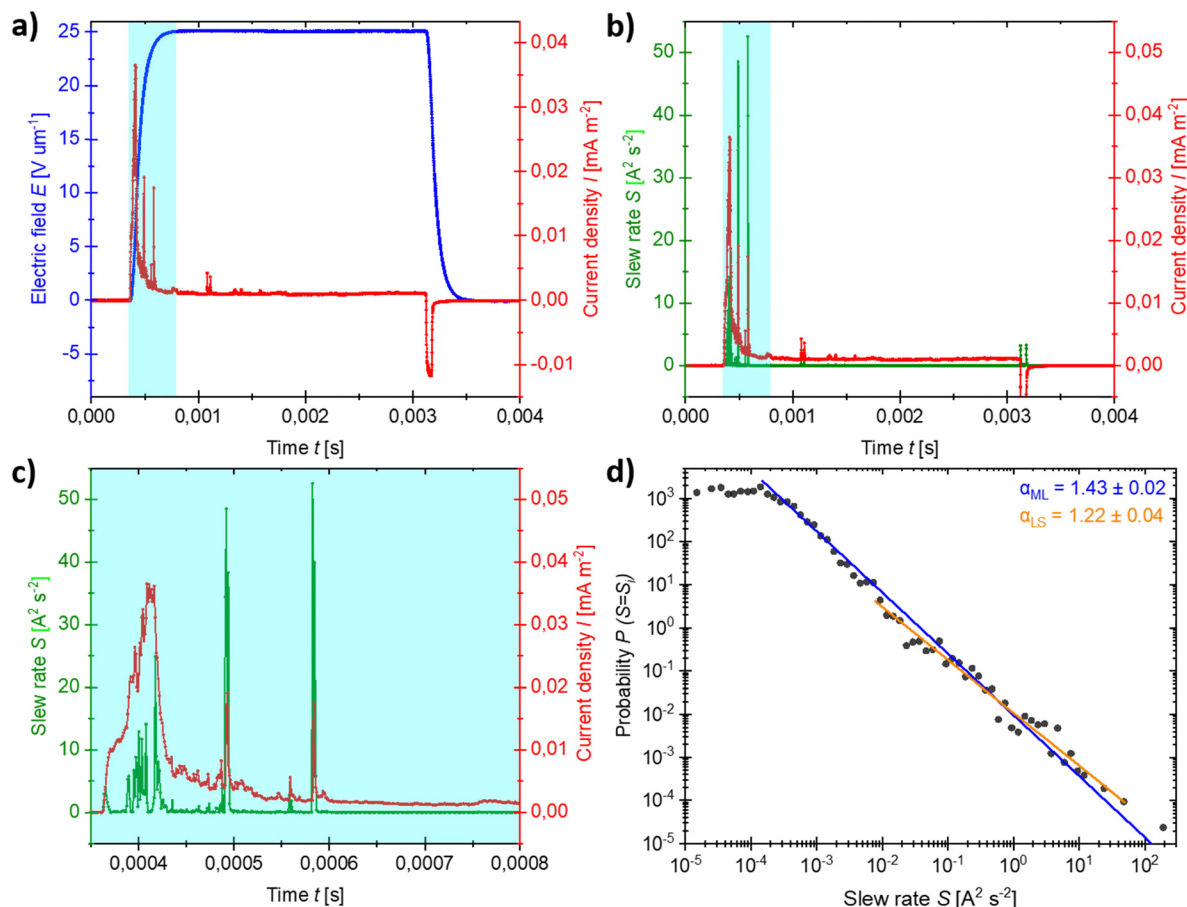 a)
Electric field E [V um⁻¹]
25
20
15
10
5
0
-5
0,04
0,03
0,02
0,01
0,00
-0,01
Current density I / [mA m⁻²]
0,000 0,001 0,002 0,003 0,004
Time t [s]
b)
Slew rate S [A² s⁻²]
50
40
30
20
10
0
0,05
0,04
0,03
0,02
0,01
0,00
Current density I / [mA m⁻²]
0,000 0,001 0,002 0,003 0,004
Time t [s]
c)
Slew rate S [A² s⁻²]
50
40
30
20
10
0
0,05
0,04
0,03
0,02
0,01
0,00
Current density I / [mA m⁻²]
0,0004 0,0005 0,0006 0,0007 0,0008
Time t [s]
d)
Probability P (S=Sᵢ)
10³
10²
10¹
10⁰
10⁻¹
10⁻²
10⁻³
10⁻⁴
10⁻⁵
α_ML = 1.43 ± 0.02
α_LS = 1.22 ± 0.04
10⁻⁵ 10⁻⁴ 10⁻³ 10⁻² 10⁻¹ 10⁰ 10¹ 10²
Slew rate S [A² s⁻²]